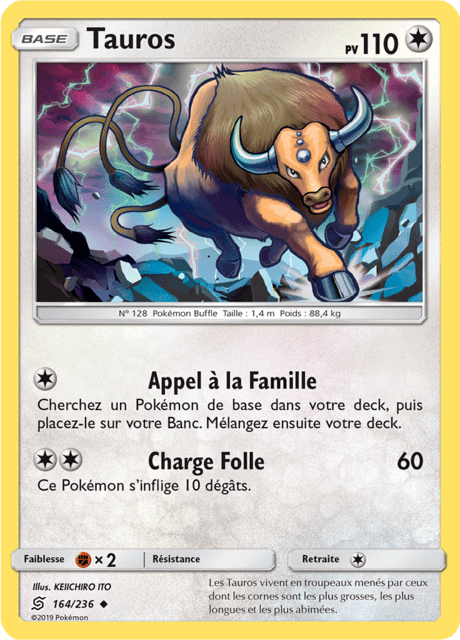 BASE Tauros PV 110
N° 128 Pokémon Buffle Taille : 1,4 m Poids : 88,4 kg
Appel à la Famille
Cherchez un Pokémon de base dans votre deck, puis
placez-le sur votre Banc. Mélangez ensuite votre deck.
Charge Folle 60
Ce Pokémon s’inflige 10 dégâts.
Faiblesse × 2 Résistance Retraite
Illus. KEIICHIRO ITO
164/236
©2019 Pokémon
Les Tauros vivent en troupeaux menés par ceux
dont les cornes sont les plus grosses, les plus
longues et les plus abîmées.